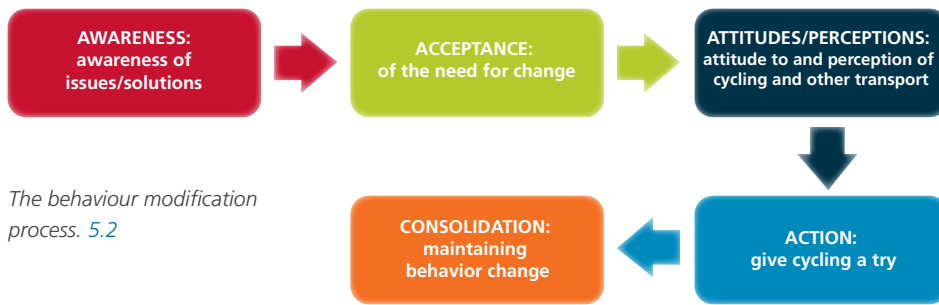 AWARENESS:
awareness of
issues/solutions
ACCEPTANCE:
of the need for change
ATTITUDES/PERCEPTIONS:
attitude to and perception of
cycling and other transport
ACTION:
give cycling a try
CONSOLIDATION:
maintaining
behavior change
The behaviour modification
process. 5.2